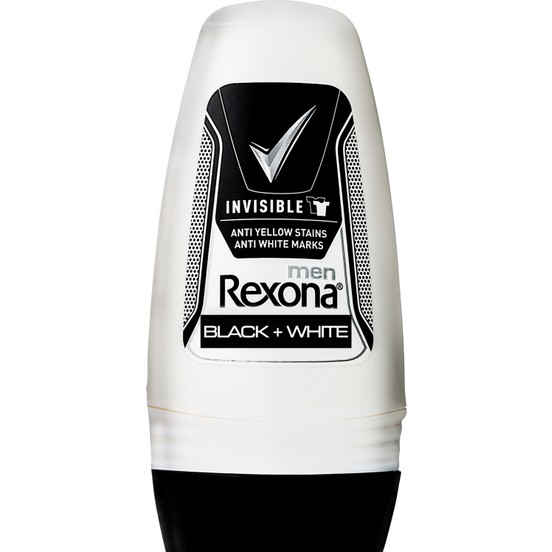 INVISIBLE
ANTI YELLOW STAINS
ANTI WHITE MARKS
men
Rexona®
BLACK + WHITE